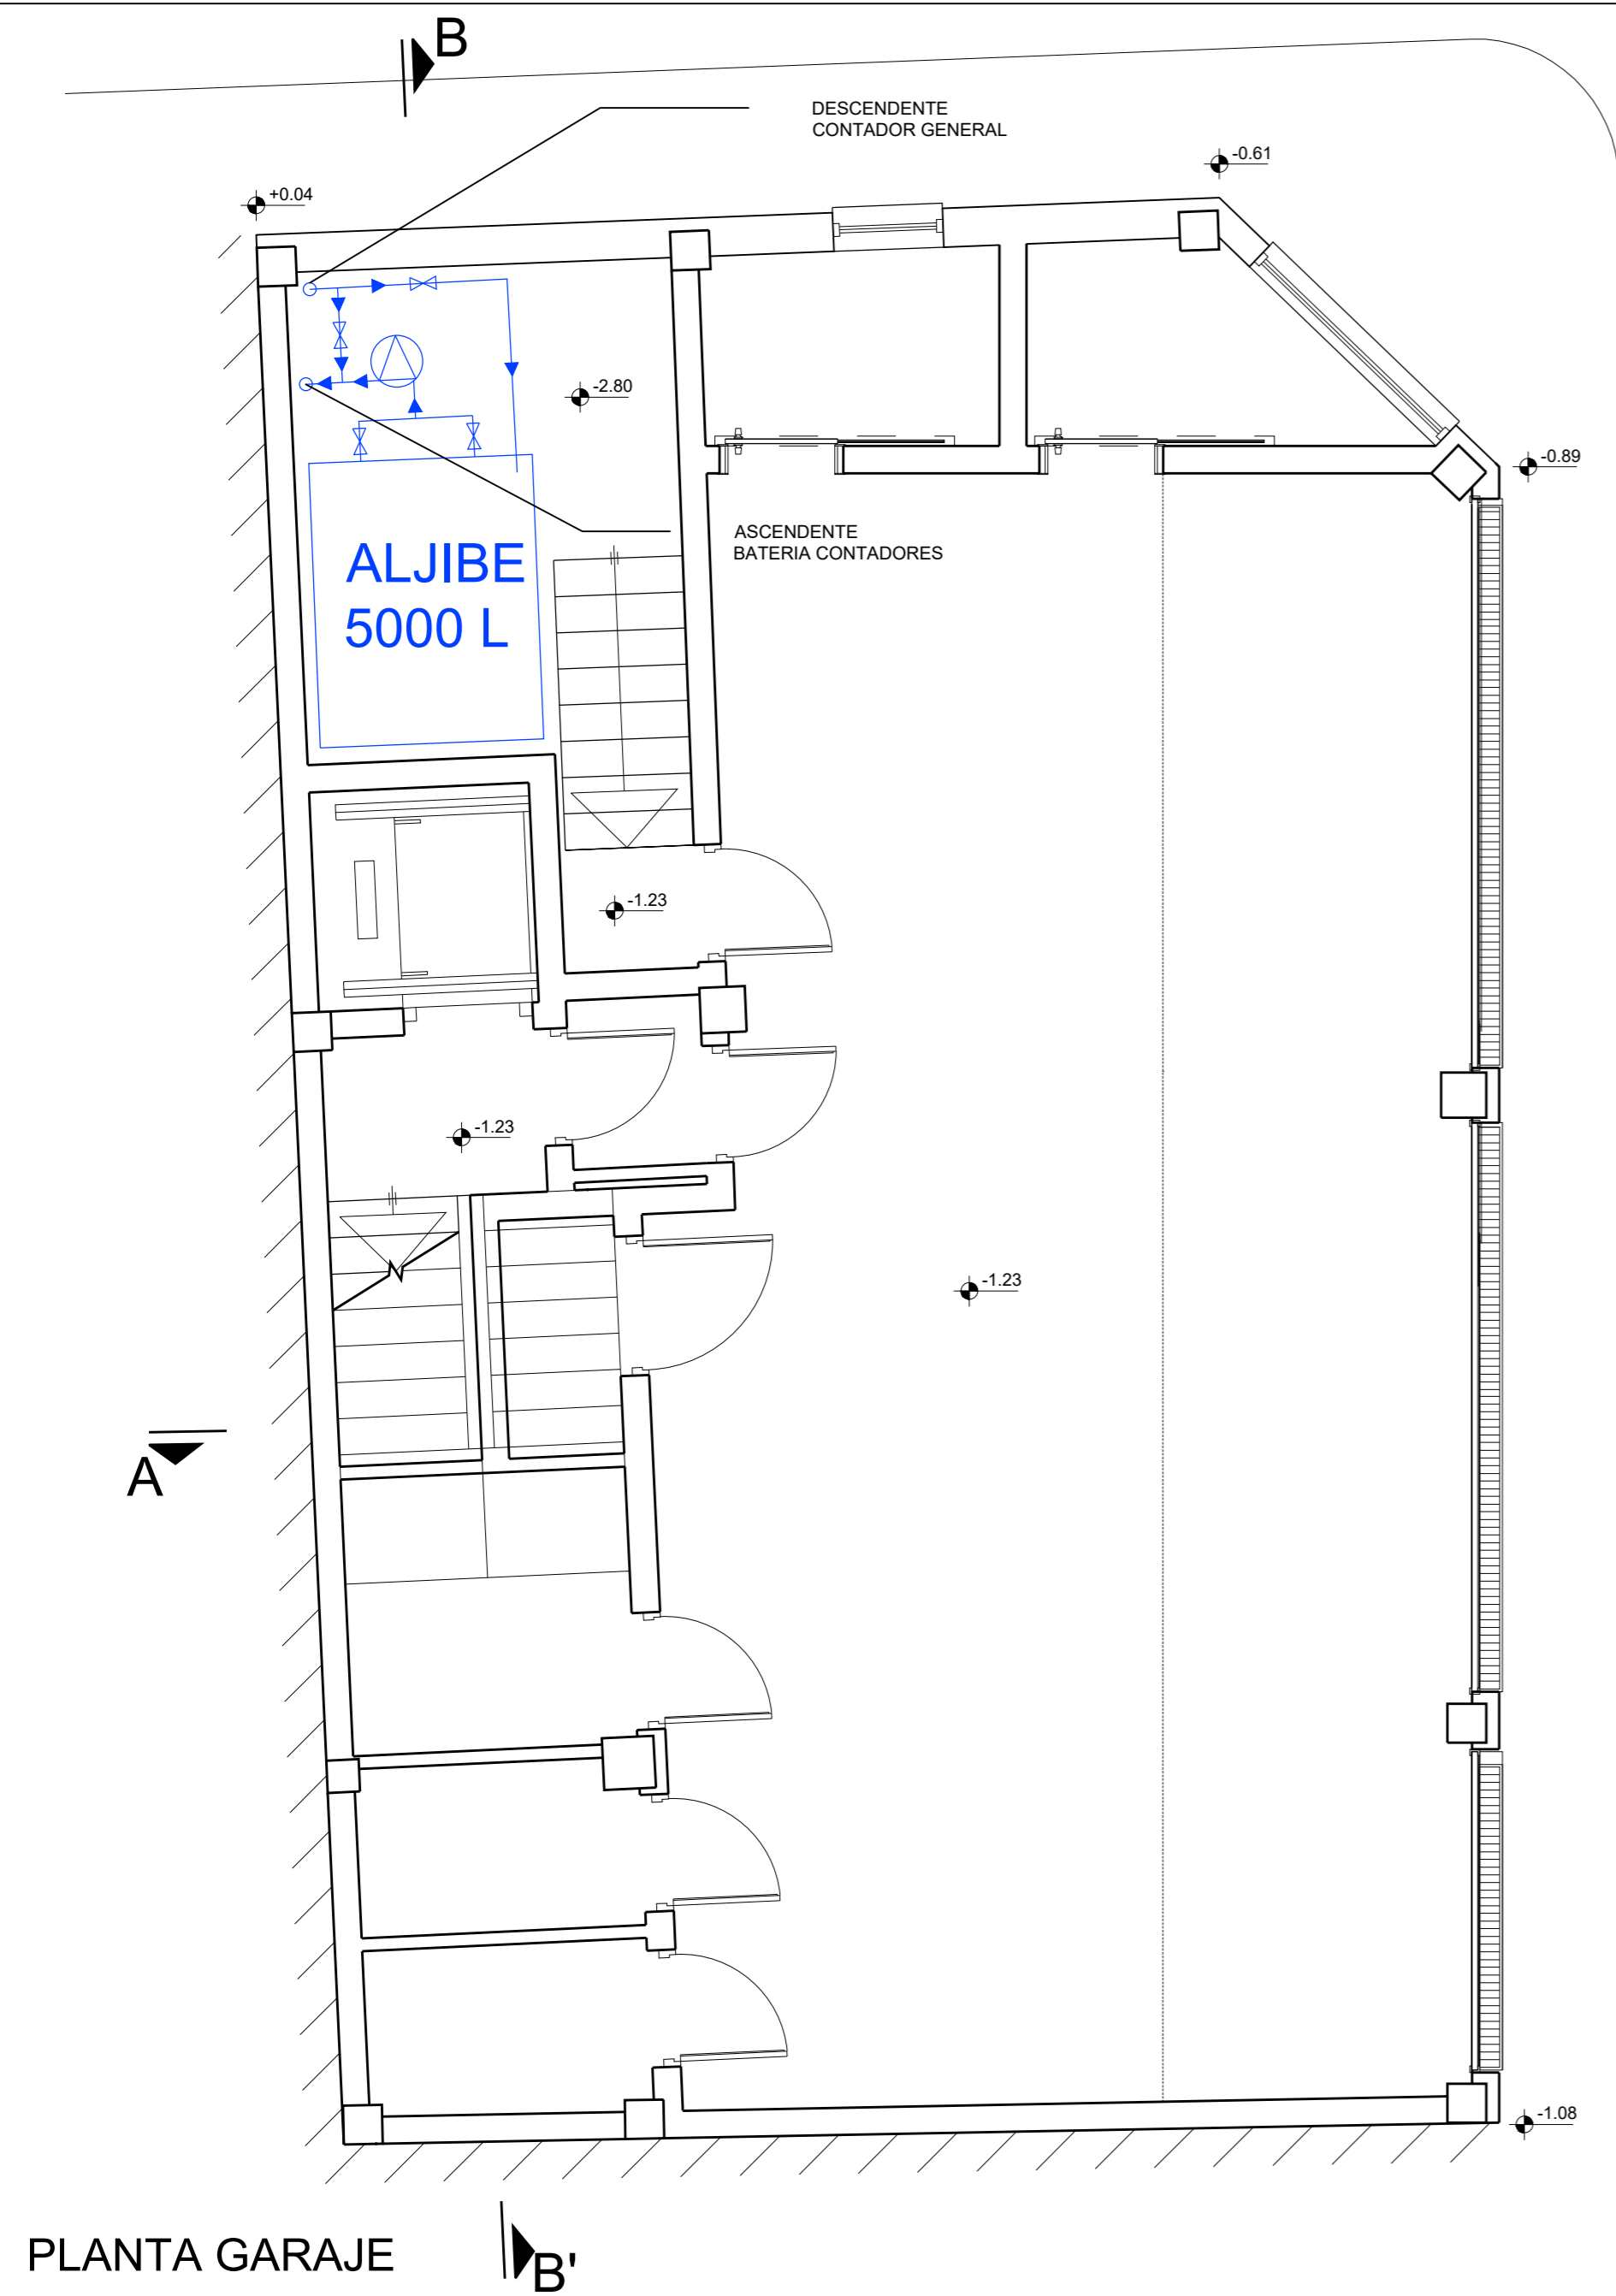 B
DESCENDENTE
CONTADOR GENERAL
-0.61
+0.04
-2.80
-0.89
ASCENDENTE
BATERIA CONTADORES
ALJIBE
5000 L
-1.23
-1.23
-1.23
A
-1.08
PLANTA GARAJE
B'